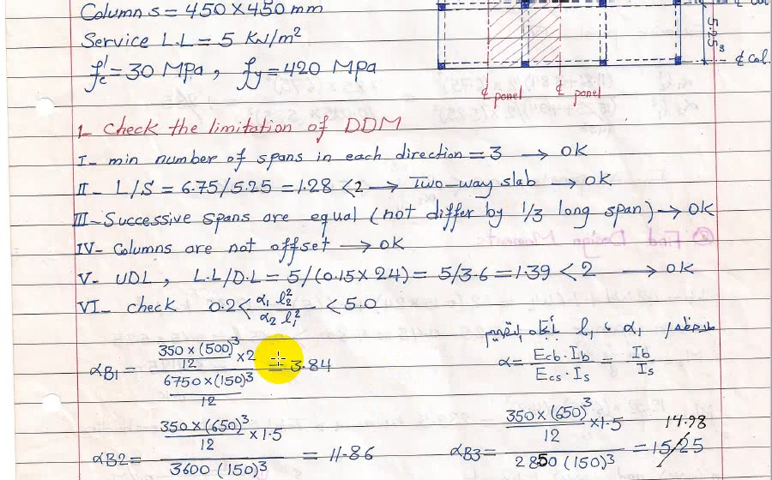 Columns = 450 × 450 mm
Service L.L = 5 kN/m²
f'c = 30 MPa, fy = 420 MPa
¢ Col.
5.25
¢ Col.
¢ panel ¢ panel
1- Check the limitation of DDM
I- min number of spans in each direction = 3 → OK
II- L/S = 6.75/5.25 = 1.28 < 2 → Two-way slab → OK
III- Successive spans are equal (not differ by 1/3 long span) → OK
IV- Columns are not offset → OK
V- UDL, L.L/D.L = 5/(0.15 × 24) = 5/3.6 = 1.39 < 2 → OK
VI- check 0.2 < α1 l2² / α2 l1² < 5.0
l1 و α1
α = Ecb·Ib / Ecs·Is = Ib / Is
αB1 = (350×(500)³/12 ×2) / (6750×(150)³/12) = 3.84
αB2 = (350×(650)³/12 ×1.5) / (3600(150)³) = 11.86
αB3 = (350×(650)³/12 ×1.5) / (2850(150)³) = 15/25 14.98